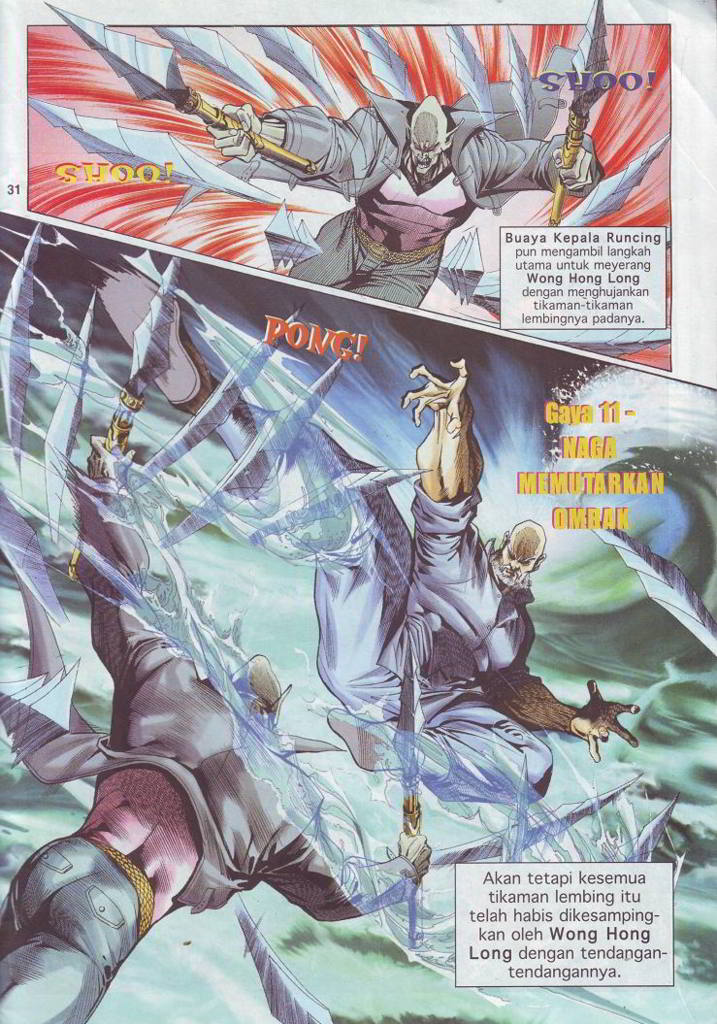 SOOHS!
SOOHS!
31
Buaya Kepala Runcing
pun mengambil langkah
utama untuk meyerang
Wong Hong Long
dengan menghujankan
tikaman-tikaman
lembingnya padanya.
PONG!
Gaya 11 -
NAGA
MEMUTARKAN
OMBAK
Akan tetapi kesemua
tikaman lembing itu
telah habis dikesamping-
kan oleh Wong Hong
Long dengan tendangan-
tendangannya.